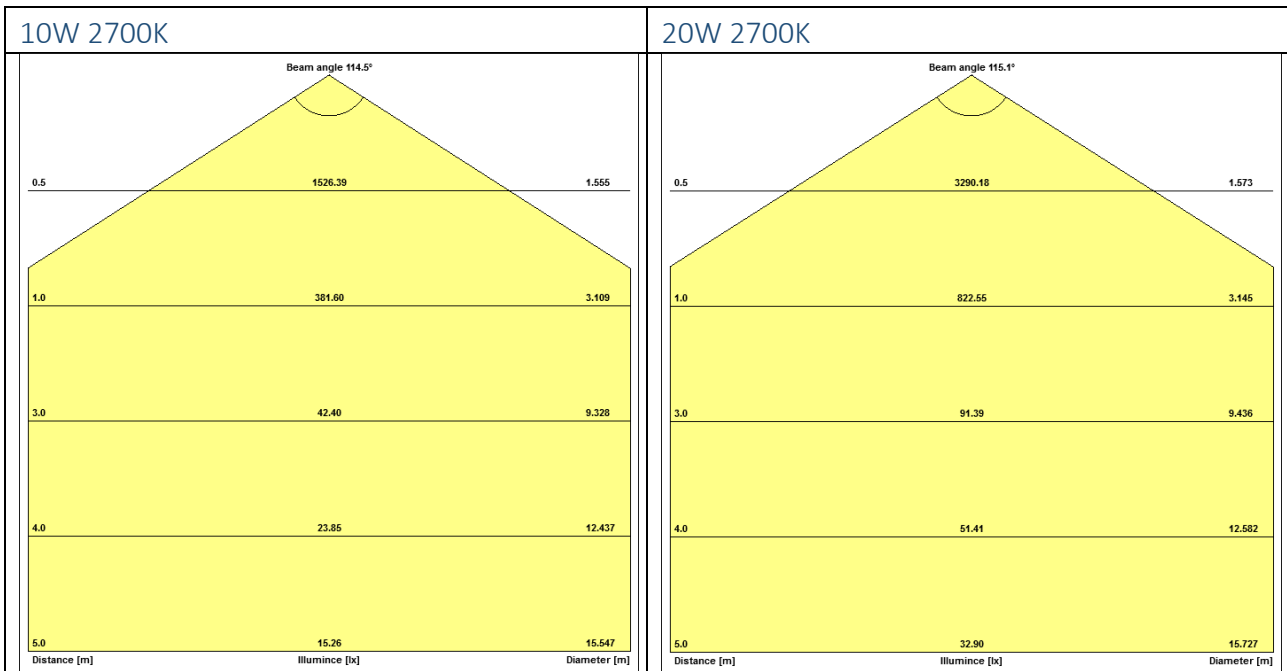 10W 2700K
20W 2700K
Beam angle 114.5°
0.5 1526.39 1.555
1.0 381.60 3.109
3.0 42.40 9.328
4.0 23.85 12.437
5.0 15.26 15.547
Distance [m] Illumince [lx] Diameter [m]
Beam angle 115.1°
0.5 3290.18 1.573
1.0 822.55 3.145
3.0 91.39 9.436
4.0 51.41 12.582
5.0 32.90 15.727
Distance [m] Illumince [lx] Diameter [m]